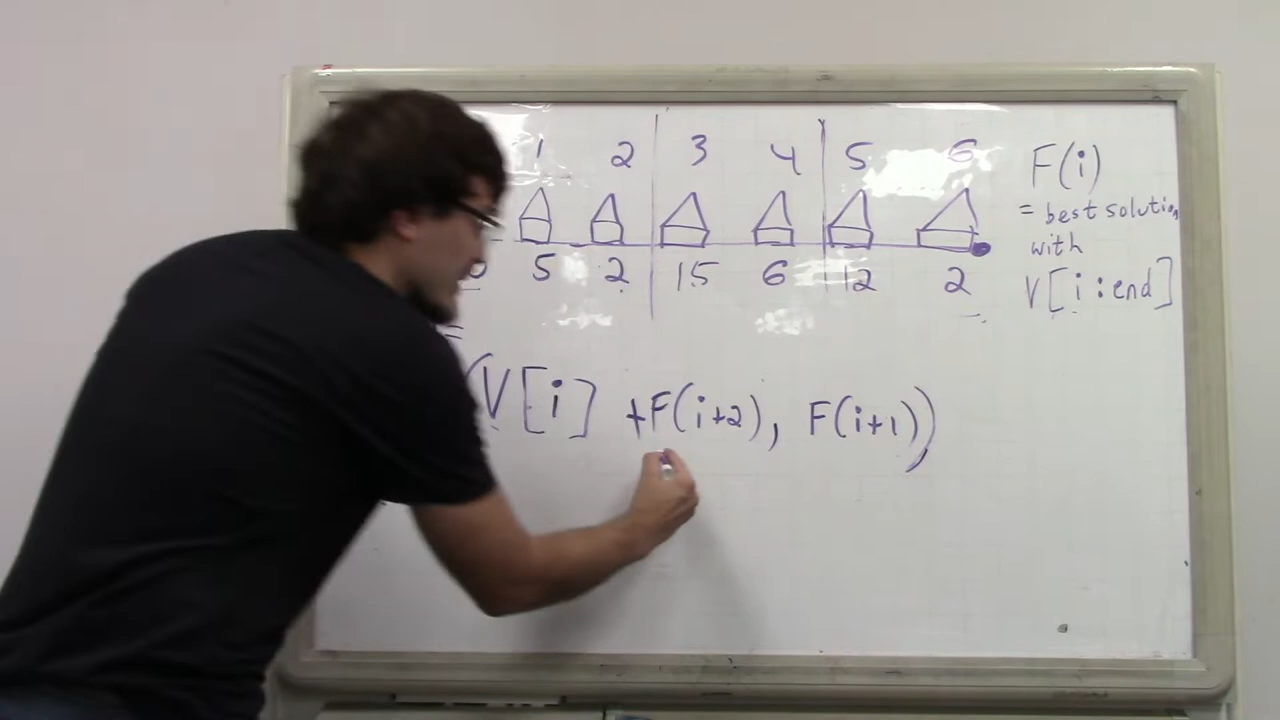 1 2 3 4 5 6
5 2 15 6 12 2
F(i)
= best solution
with
V[i:end]
=
(V[i] +F(i+2), F(i+1))